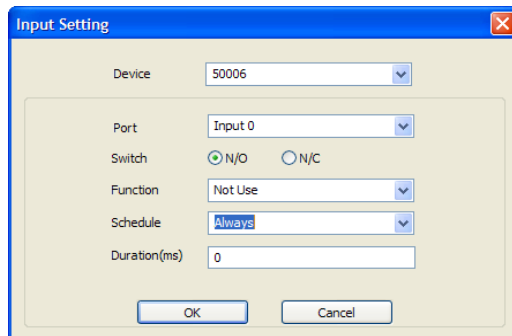 Input Setting
Device 50006
Port Input 0
Switch N/O N/C
Function Not Use
Schedule Always
Duration(ms) 0
OK Cancel